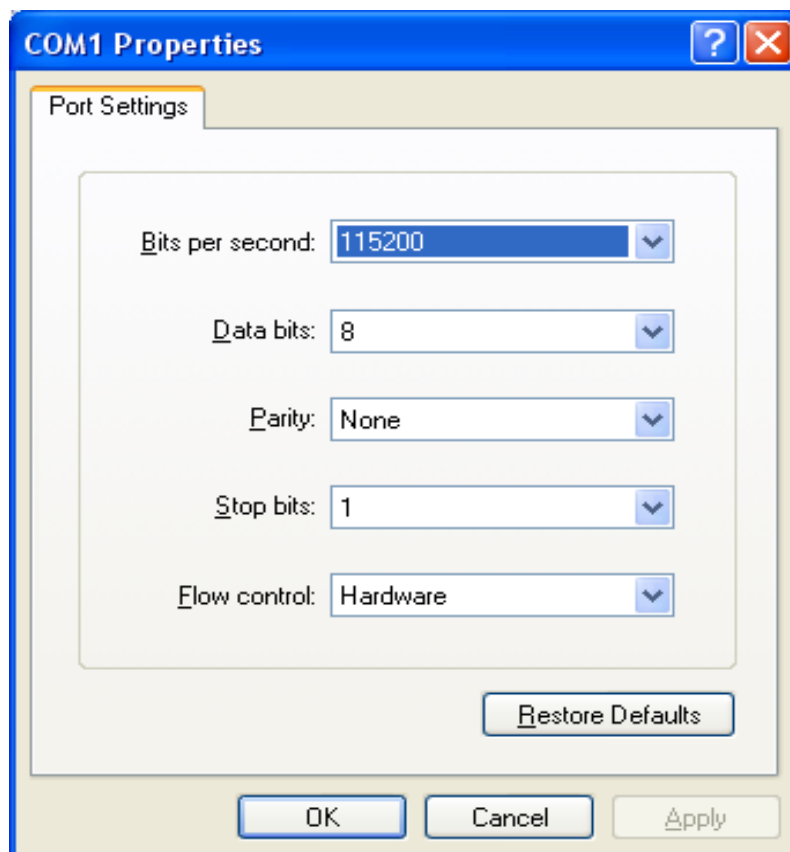 COM1 Properties
Port Settings
Bits per second: 115200
Data bits: 8
Parity: None
Stop bits: 1
Flow control: Hardware
Restore Defaults
OK Cancel Apply